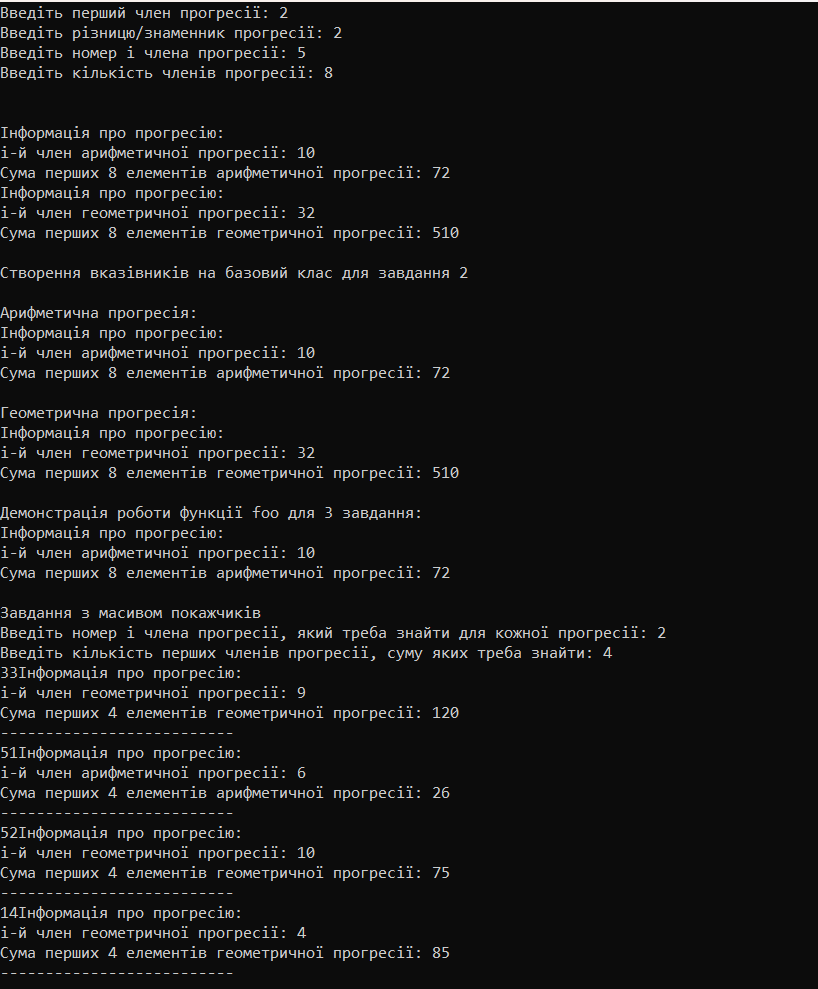 Введіть перший член прогресії: 2
Введіть різницю/знаменник прогресії: 2
Введіть номер і члена прогресії: 5
Введіть кількість членів прогресії: 8
Інформація про прогресію:
і-й член арифметичної прогресії: 10
Сума перших 8 елементів арифметичної прогресії: 72
Інформація про прогресію:
і-й член геометричної прогресії: 32
Сума перших 8 елементів геометричної прогресії: 510
Створення вказівників на базовий клас для завдання 2
Арифметична прогресія:
Інформація про прогресію:
і-й член арифметичної прогресії: 10
Сума перших 8 елементів арифметичної прогресії: 72
Геометрична прогресія:
Інформація про прогресію:
і-й член геометричної прогресії: 32
Сума перших 8 елементів геометричної прогресії: 510
Демонстрація роботи функції foo для 3 завдання:
Інформація про прогресію:
і-й член арифметичної прогресії: 10
Сума перших 8 елементів арифметичної прогресії: 72
Завдання з масивом покажчиків
Введіть номер і члена прогресії, який треба знайти для кожної прогресії: 2
Введіть кількість перших членів прогресії, суму яких треба знайти: 4
33Інформація про прогресію:
і-й член геометричної прогресії: 9
Сума перших 4 елементів геометричної прогресії: 120
--------------------------
51Інформація про прогресію:
і-й член арифметичної прогресії: 6
Сума перших 4 елементів арифметичної прогресії: 26
--------------------------
52Інформація про прогресію:
і-й член геометричної прогресії: 10
Сума перших 4 елементів геометричної прогресії: 75
--------------------------
14Інформація про прогресію:
і-й член геометричної прогресії: 4
Сума перших 4 елементів геометричної прогресії: 85
--------------------------